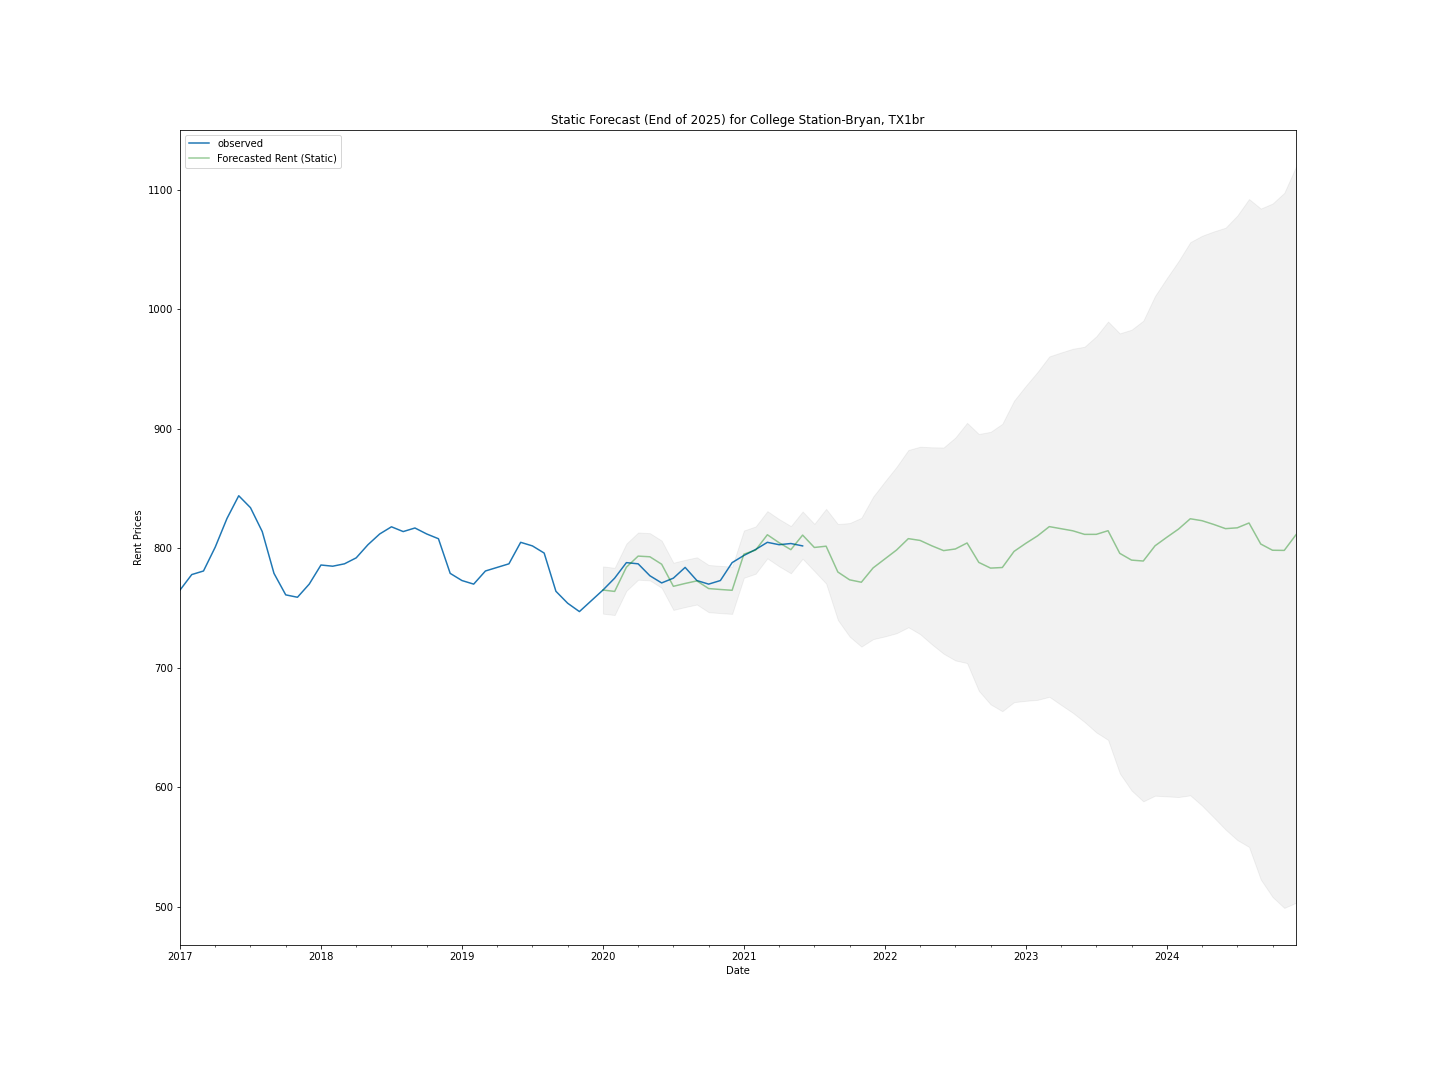 Static Forecast (End of 2025) for College Station-Bryan, TX1br
observed
Forecasted Rent (Static)
1100
1000
900
800
700
600
500
Rent Prices
2017 2018 2019 2020 2021 2022 2023 2024
Date